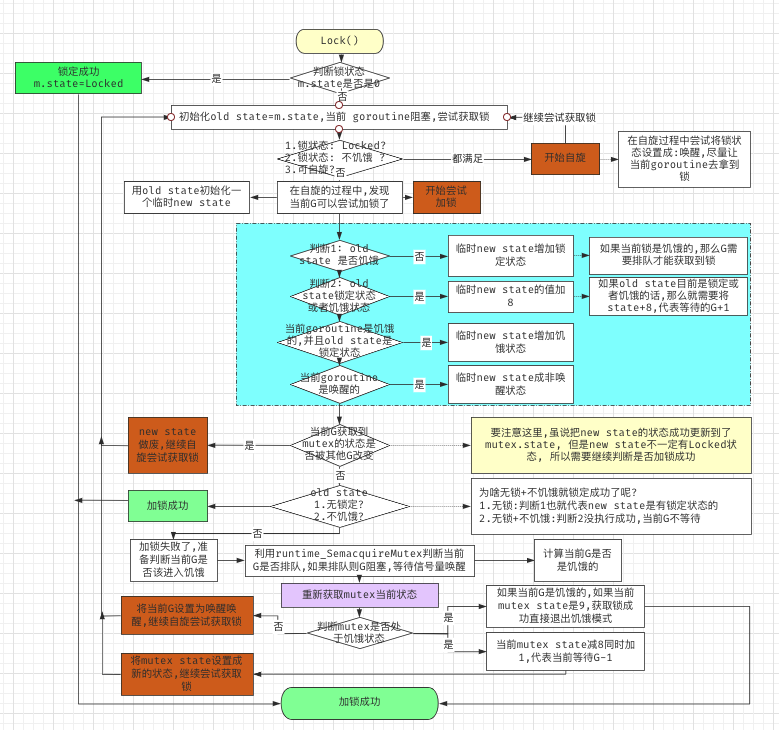 Lock()
判断锁状态
m.state是否是0
是
锁定成功
m.state=Locked
否
初始化old state=m.state,当前 goroutine阻塞,尝试获取锁
继续尝试获取锁
1.锁状态: Locked?
2.锁状态: 不饥饿 ?
3.可自旋?
都满足
开始自旋
在自旋过程中尝试将锁状
态设置成:唤醒,尽量让
当前goroutine去拿到
锁
否
用old state初始化一
个临时new state
在自旋的过程中,发现
当前G可以尝试加锁了
开始尝试
加锁
判断1: old
state 是否饥饿
否
临时new state增加锁
定状态
如果当前锁是饥饿的,那么G需
要排队才能获取到锁
判断2: old
state锁定状态
或者饥饿状态
是
临时new state的值加
8
如果old state目前是锁定或
者饥饿的话,那么就需要将
state+8,代表等待的G+1
当前goroutine是饥饿
的,并且old state是
锁定状态
是
临时new state增加饥
饿状态
当前goroutine
是唤醒的
是
临时new state成非唤
醒状态
new state
做废,继续自
旋尝试获取锁
是
当前G获取到
mutex的状态是
否被其他G改变
要注意这里,虽说把new state的状态成功更新到了
mutex.state, 但是new state不一定有Locked状
态, 所以需要继续判断是否加锁成功
否
加锁成功
old state
1.无锁定?
2.不饥饿?
为啥无锁+不饥饿就锁定成功了呢?
1.无锁:判断1也就代表new state是有锁定状态的
2.无锁+不饥饿:判断2没执行成功,当前G不等待
否
加锁失败了,准
备判断当前G是
否该进入饥饿
利用runtime_SemacquireMutex判断当前
G是否排队,如果排队则G阻塞,等待信号量唤醒
计算当前G是否
是饥饿的
重新获取mutex当前状态
将当前G设置为唤醒唤
醒,继续自旋尝试获取锁
否
判断mutex是否处
于饥饿状态
是
如果当前G是饥饿的,如果当前
mutex state是9,获取锁成
功直接退出饥饿模式
是
当前mutex state减8同时加
1,代表当前等待G-1
将mutex state设置成
新的状态,继续尝试获取
锁
加锁成功